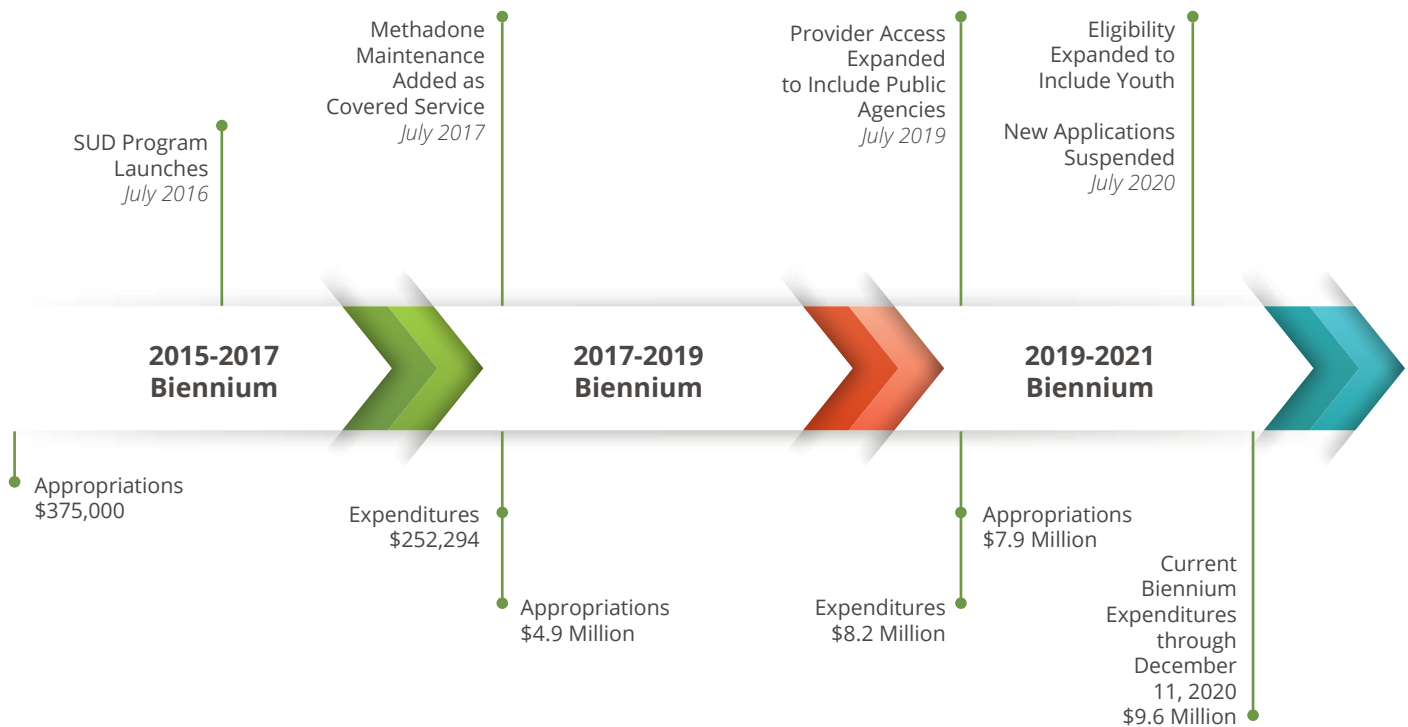 SUD Program
Launches
July 2016
Methadone
Maintenance
Added as
Covered Service
July 2017
Provider Access
Expanded
to Include Public
Agencies
July 2019
Eligibility
Expanded to
Include Youth
New Applications
Suspended
July 2020
2015-2017
Biennium
2017-2019
Biennium
2019-2021
Biennium
Appropriations
$375,000
Expenditures
$252,294
Appropriations
$4.9 Million
Expenditures
$8.2 Million
Appropriations
$7.9 Million
Current
Biennium
Expenditures
through
December
11, 2020
$9.6 Million